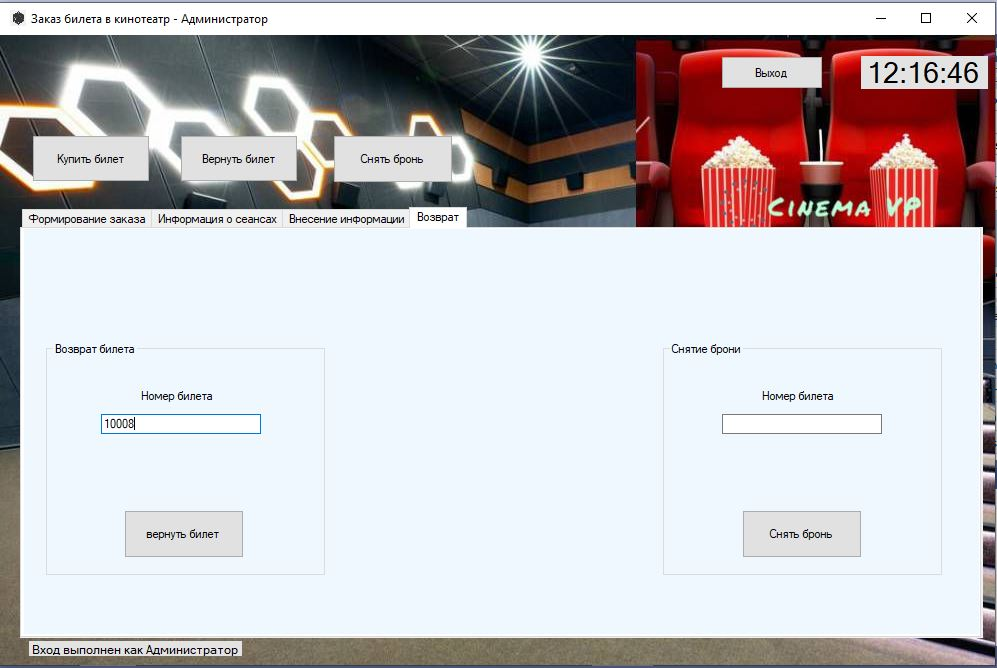 Заказ билета в кинотеатр - Администратор
Выход
12:16:46
Купить билет
Вернуть билет
Снять бронь
CINEMA VP
Формирование заказа
Информация о сеансах
Внесение информации
Возврат
Возврат билета
Номер билета
10008
вернуть билет
Снятие брони
Номер билета
Снять бронь
Вход выполнен как Администратор